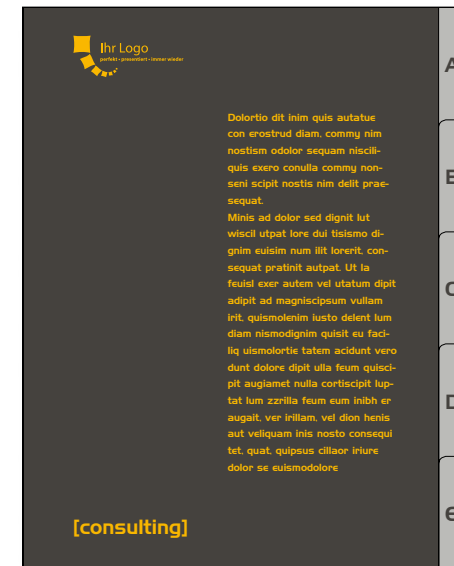 Ihr Logo
perfekt - presentiert - immer wieder
Dolortio dit inim quis autatue
con erostrud diam, commy nim
nostism odolor sequam niscili-
quis exero conulla commy non-
seni scipit nostis nim delit prae-
sequat.
Minis ad dolor sed dignit lut
wiscil utpat lore dui tisismo di-
gnim euisim num ilit lorerit, con-
sequat pratinit autpat. Ut la
feuisl exer autem vel utatum dipit
adipit ad magniscipsum vullam
irit, quismolenim iusto delent lum
diam nismodignim quisit eu faci-
liq uismolortie tatem acidunt vero
dunt dolore dipit ulla feum quisci-
pit augiamet nulla cortiscipit lup-
tat lum zzrilla feum eum inibh er
augait, ver irillam, vel dion henis
aut veliquam inis nosto consequi
tet, quat, quipsus cillaor iriure
dolor se euismodolore
[consulting]
A
B
C
D
e